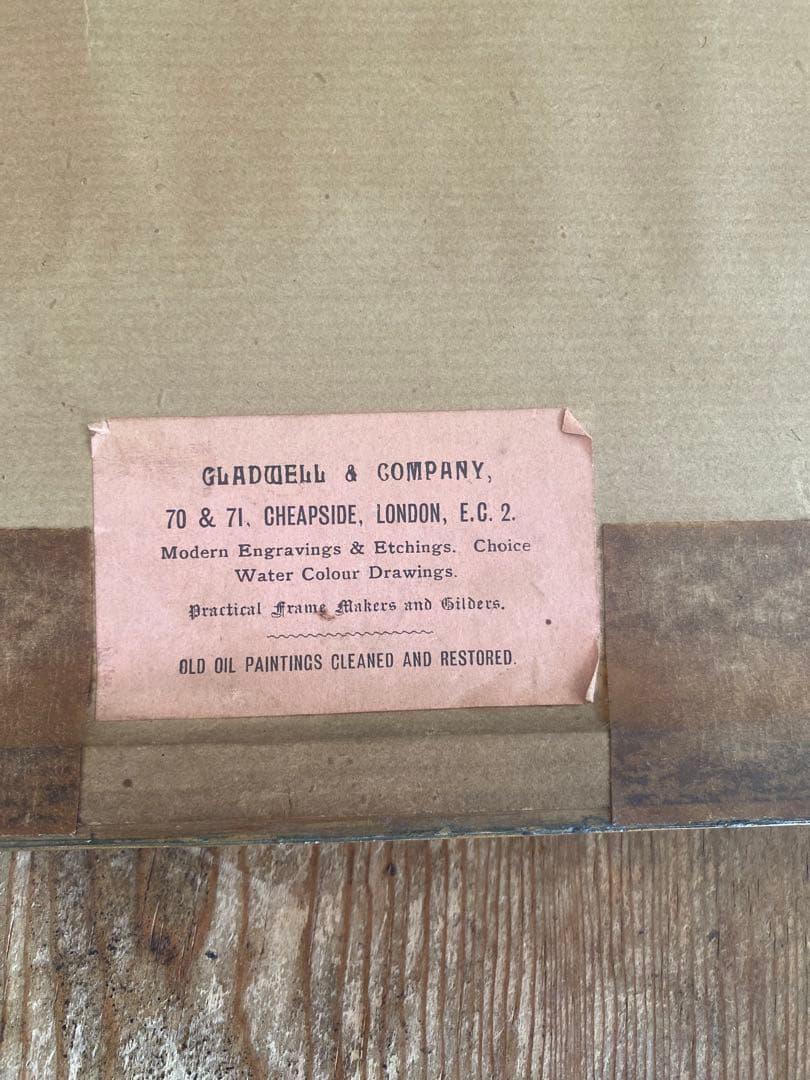 GLADWELL & COMPANY,
70 & 71, CHEAPSIDE, LONDON, E.C. 2.
Modern Engravings & Etchings. Choice
Water Colour Drawings.
Practical Frame Makers and Gilders.
OLD OIL PAINTINGS CLEANED AND RESTORED.